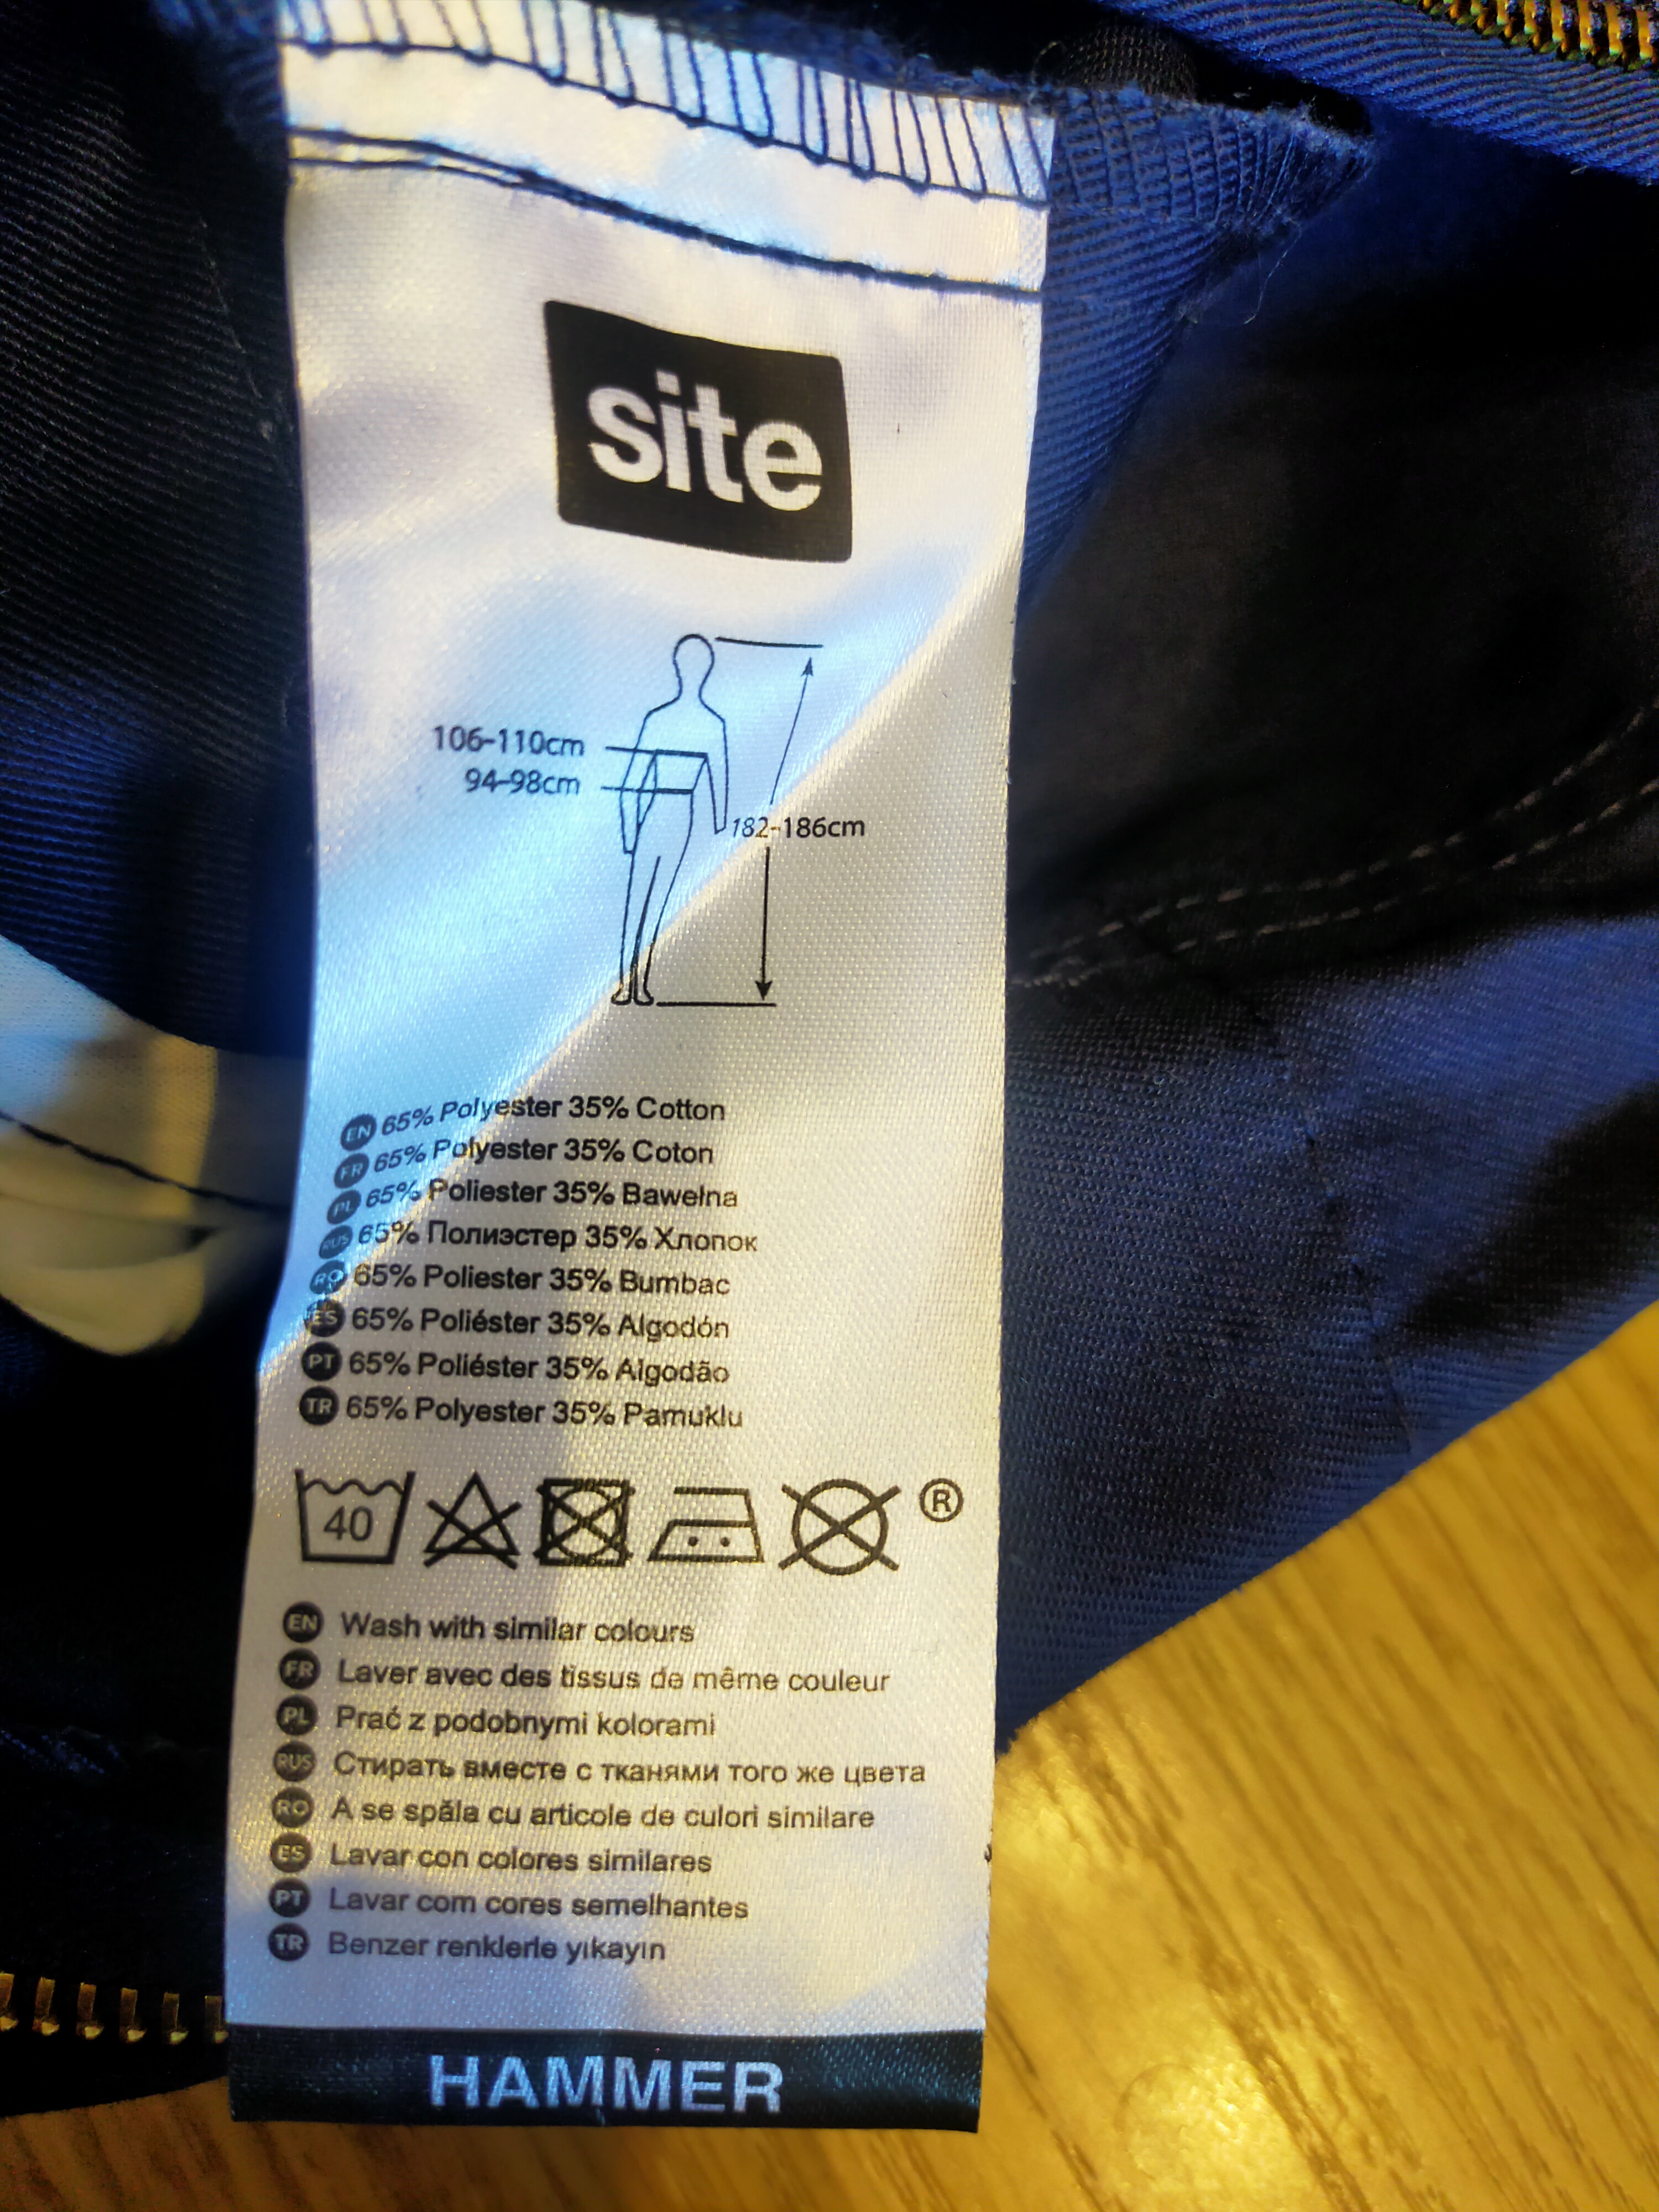 site
106-110cm
94-98cm
182-186cm
EN 65% Polyester 35% Cotton
FR 65% Polyester 35% Coton
PL 65% Poliester 35% Bawełna
RUS 65% Полиэстер 35% Хлопок
RO 65% Poliester 35% Bumbac
ES 65% Poliéster 35% Algodón
PT 65% Poliéster 35% Algodão
TR 65% Polyester 35% Pamuklu
40 ®
EN Wash with similar colours
FR Laver avec des tissus de même couleur
PL Prać z podobnymi kolorami
RUS Стирать вместе с тканями того же цвета
RO A se spăla cu articole de culori similare
ES Lavar con colores similares
PT Lavar com cores semelhantes
TR Benzer renklerle yıkayın
HAMMER